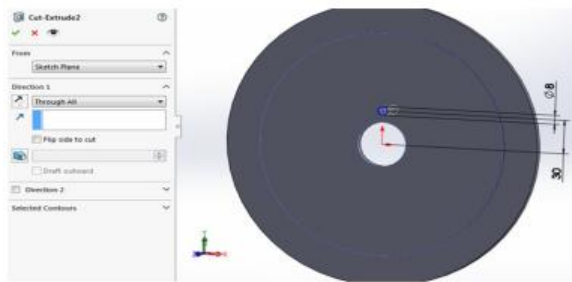 Cut-Extrude2
From
Sketch Plane
Direction 1
Through All
Flip side to cut
Draft outward
Direction 2
Selected Contours
Ø8
30